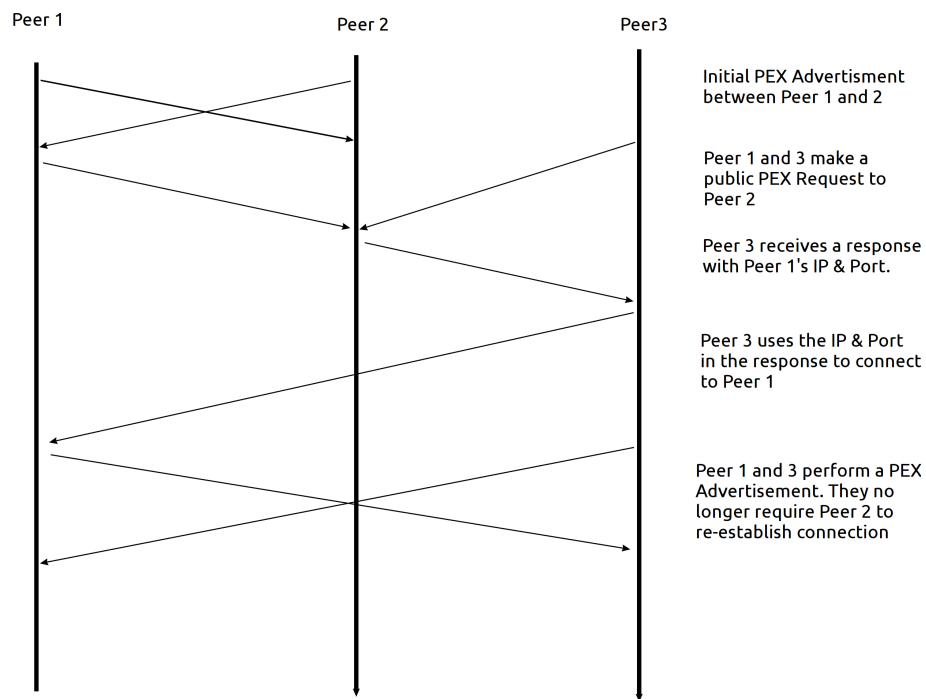 Peer 1
Peer 2
Peer3
Initial PEX Advertisment
between Peer 1 and 2
Peer 1 and 3 make a
public PEX Request to
Peer 2
Peer 3 receives a response
with Peer 1's IP & Port.
Peer 3 uses the IP & Port
in the response to connect
to Peer 1
Peer 1 and 3 perform a PEX
Advertisement. They no
longer require Peer 2 to
re-establish connection